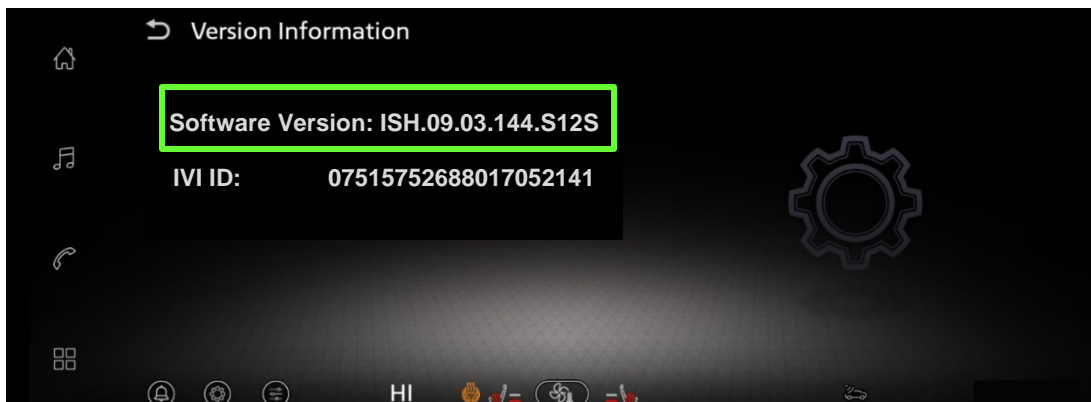 Version Information
Software Version: ISH.09.03.144.S12S
IVI ID: 07515752688017052141
HI